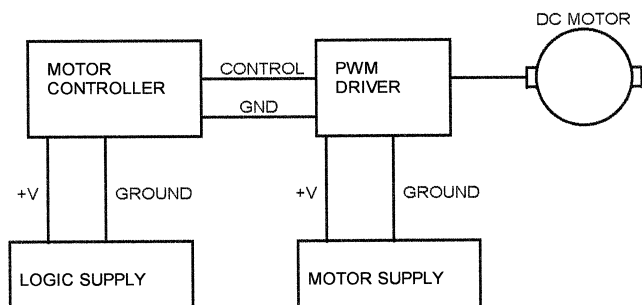 DC MOTOR
MOTOR
CONTROLLER
CONTROL
GND
PWM
DRIVER
+V
GROUND
+V
GROUND
LOGIC SUPPLY
MOTOR SUPPLY